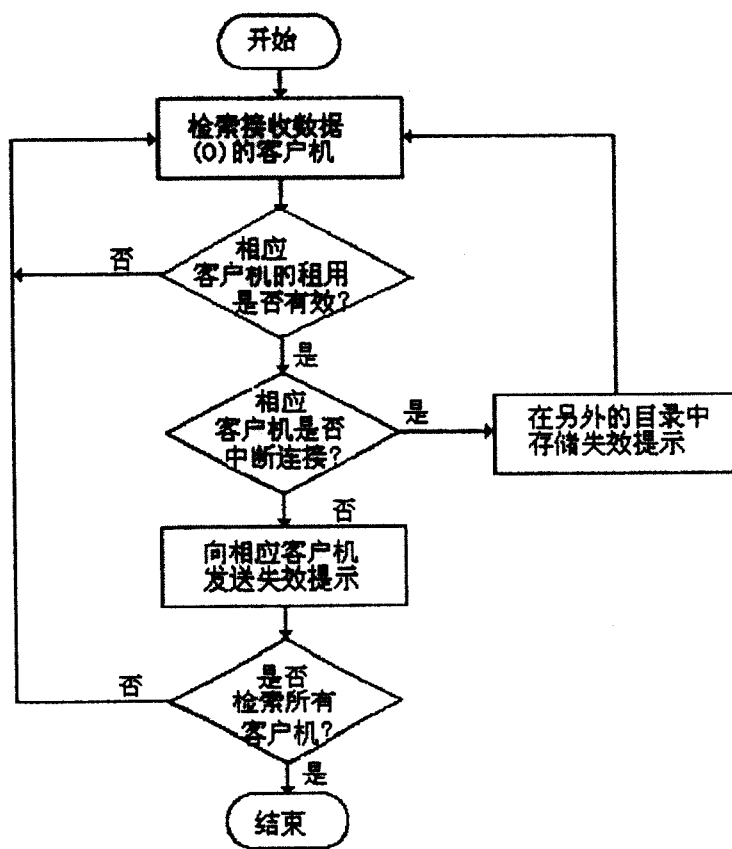 开始
检索接收数据
(O)的客户机
相应
客户机的租用
是否有效?
否
是
相应
客户机是否
中断连接?
是
在另外的目录中
存储失效提示
否
向相应客户机
发送失效提示
是否
检索所有
客户机?
否
是
结束